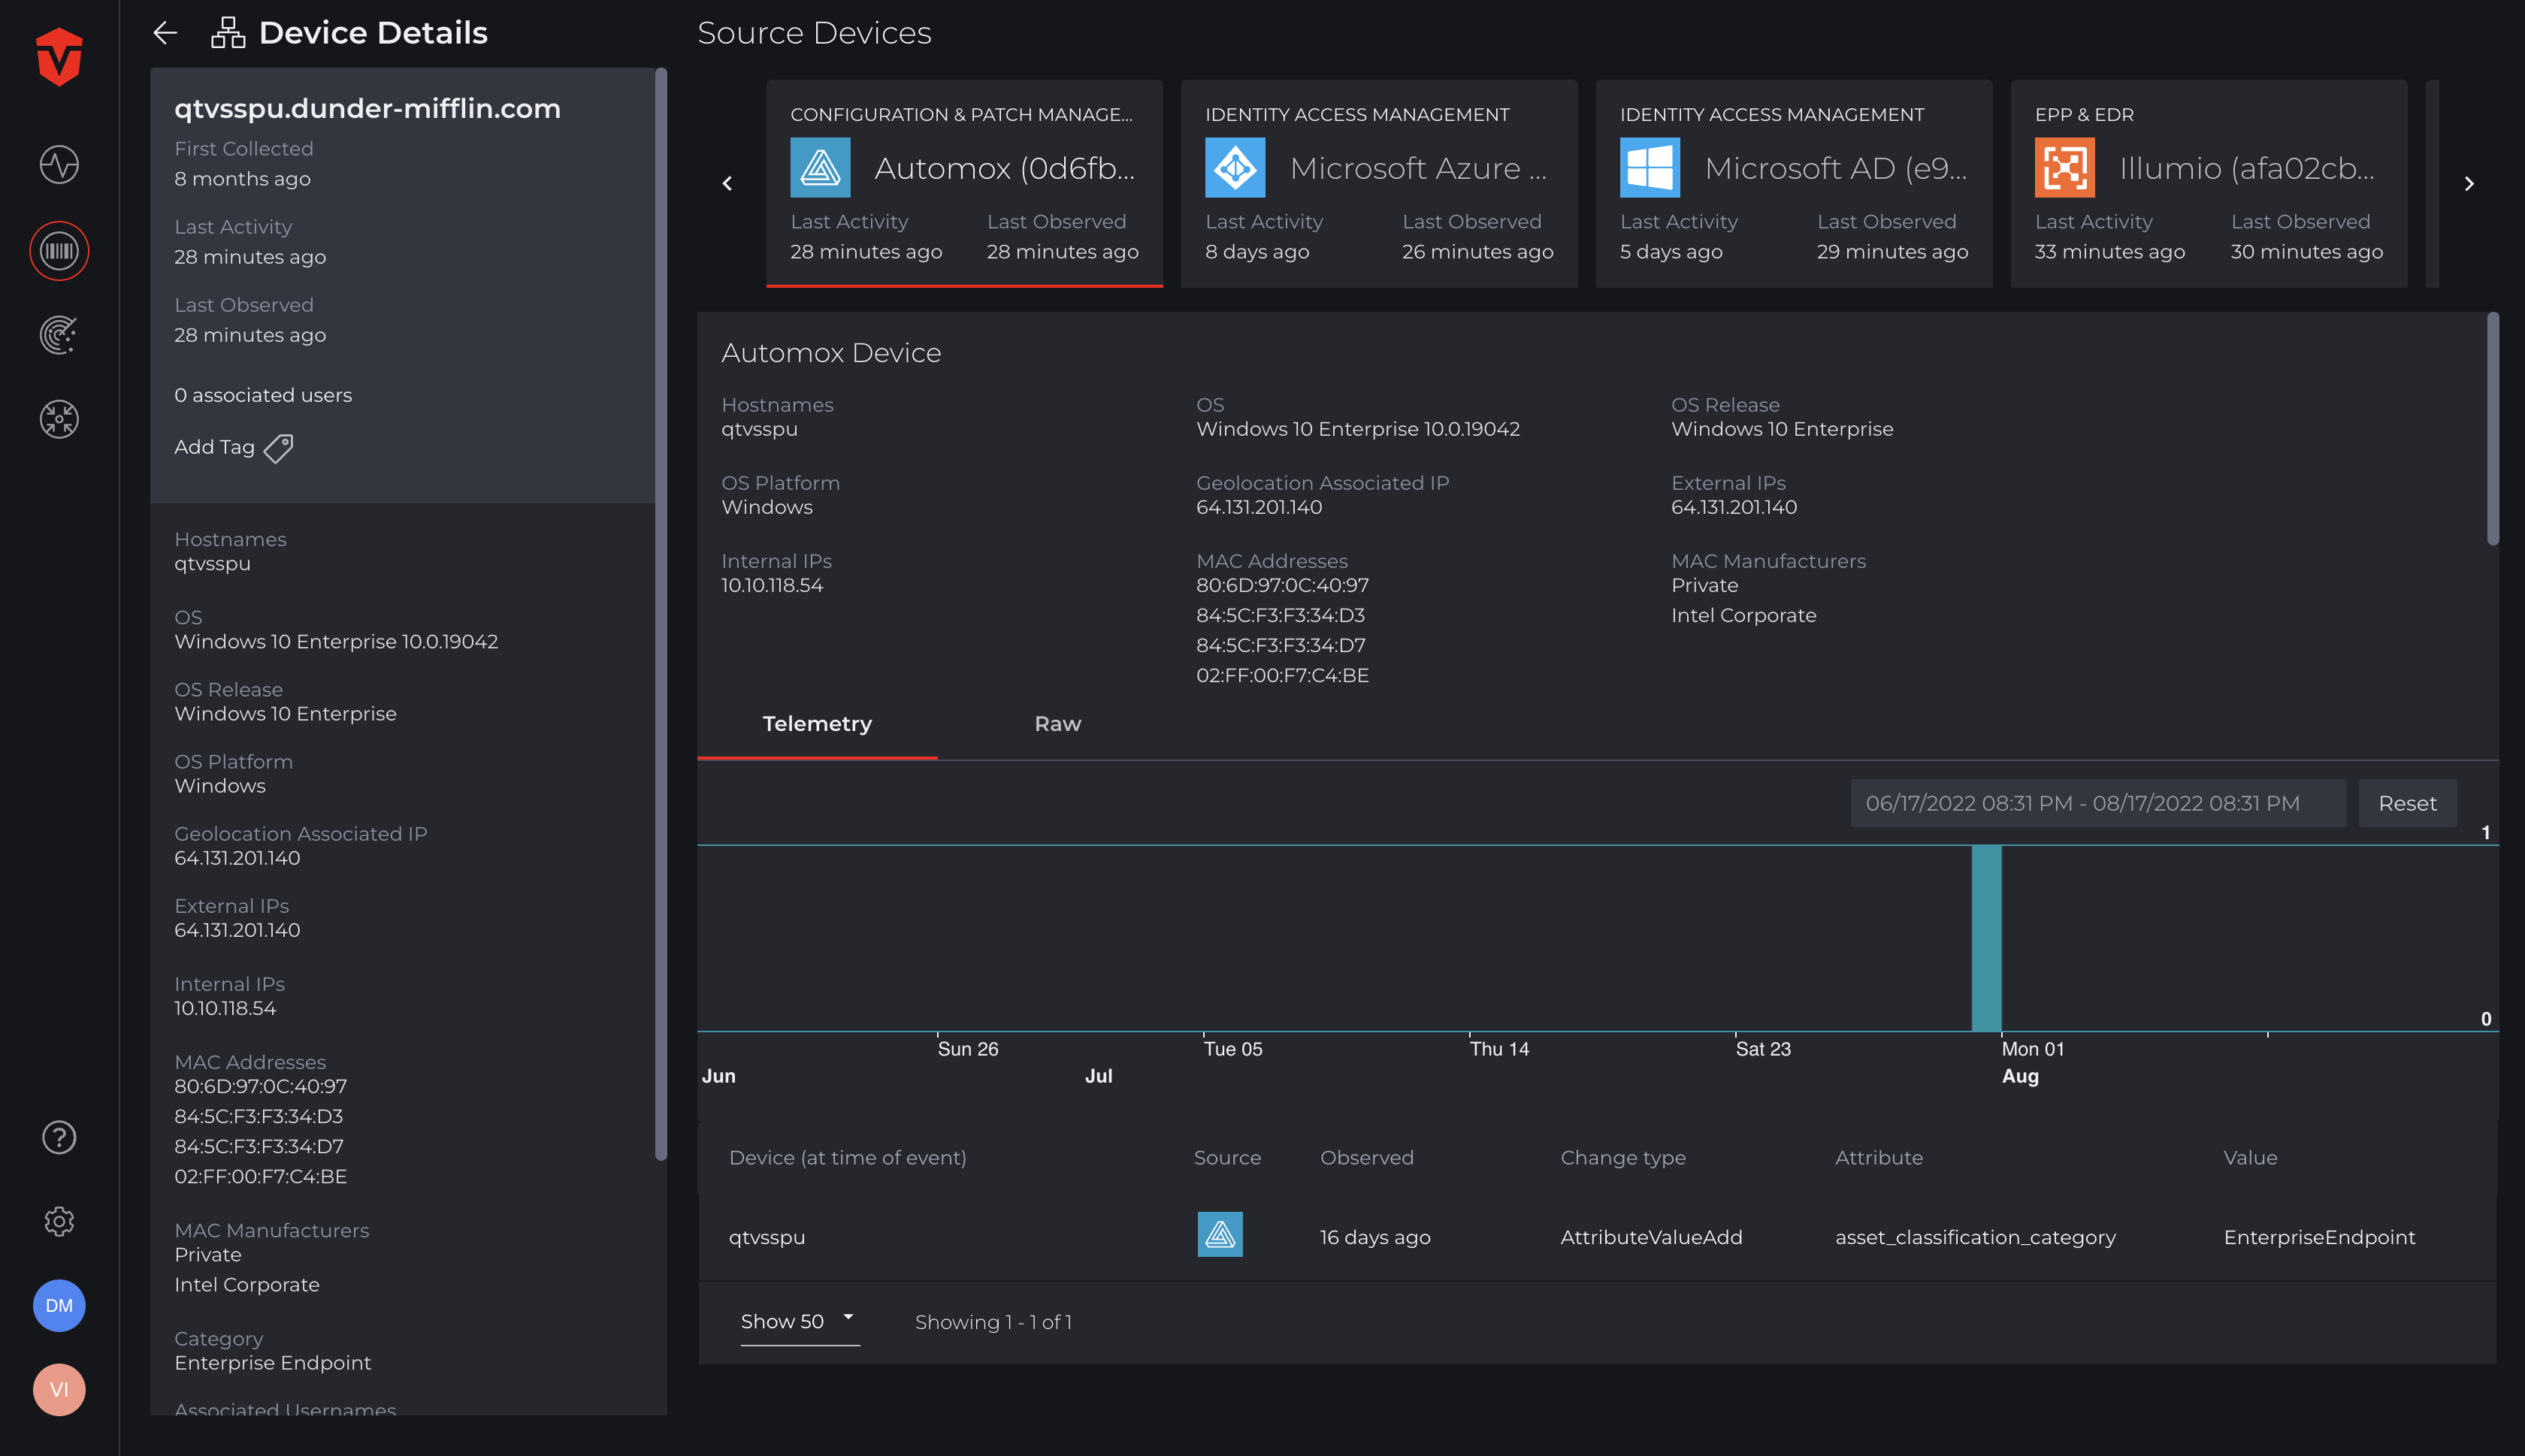 Device Details
qtvsspu.dunder-mifflin.com
First Collected
8 months ago
Last Activity
28 minutes ago
Last Observed
28 minutes ago
0 associated users
Add Tag
Hostnames
qtvsspu
OS
Windows 10 Enterprise 10.0.19042
OS Release
Windows 10 Enterprise
OS Platform
Windows
Geolocation Associated IP
64.131.201.140
External IPs
64.131.201.140
Internal IPs
10.10.118.54
MAC Addresses
80:6D:97:0C:40:97
84:5C:F3:F3:34:D3
84:5C:F3:F3:34:D7
02:FF:00:F7:C4:BE
MAC Manufacturers
Private
Intel Corporate
Category
Enterprise Endpoint
Associated Usernames
DM
VI
Source Devices
CONFIGURATION & PATCH MANAGE...
Automox (0d6fb...
Last Activity Last Observed
28 minutes ago 28 minutes ago
IDENTITY ACCESS MANAGEMENT
Microsoft Azure ...
Last Activity Last Observed
8 days ago 26 minutes ago
IDENTITY ACCESS MANAGEMENT
Microsoft AD (e9...
Last Activity Last Observed
5 days ago 29 minutes ago
EPP & EDR
Illumio (afa02cb...
Last Activity Last Observed
33 minutes ago 30 minutes ago
Automox Device
Hostnames
qtvsspu
OS
Windows 10 Enterprise 10.0.19042
OS Release
Windows 10 Enterprise
OS Platform
Windows
Geolocation Associated IP
64.131.201.140
External IPs
64.131.201.140
Internal IPs
10.10.118.54
MAC Addresses
80:6D:97:0C:40:97
84:5C:F3:F3:34:D3
84:5C:F3:F3:34:D7
02:FF:00:F7:C4:BE
MAC Manufacturers
Private
Intel Corporate
Telemetry Raw
06/17/2022 08:31 PM - 08/17/2022 08:31 PM Reset
1
0
Sun 26 Tue 05 Thu 14 Sat 23 Mon 01
Jun Jul Aug
Device (at time of event) Source Observed Change type Attribute Value
qtvsspu 16 days ago AttributeValueAdd asset_classification_category EnterpriseEndpoint
Show 50 Showing 1 - 1 of 1